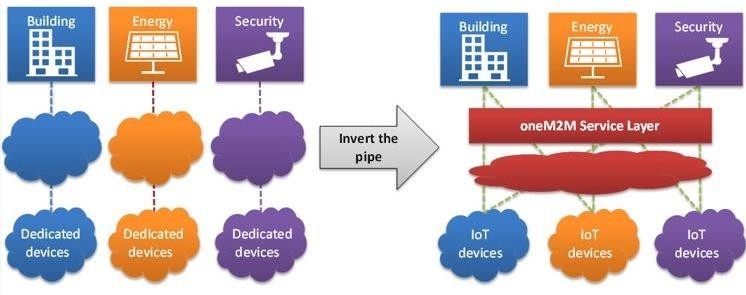 Building
Energy
Security
Dedicated
devices
Dedicated
devices
Dedicated
devices
Invert the
pipe
Building
Energy
Security
oneM2M Service Layer
IoT
devices
IoT
devices
IoT
devices